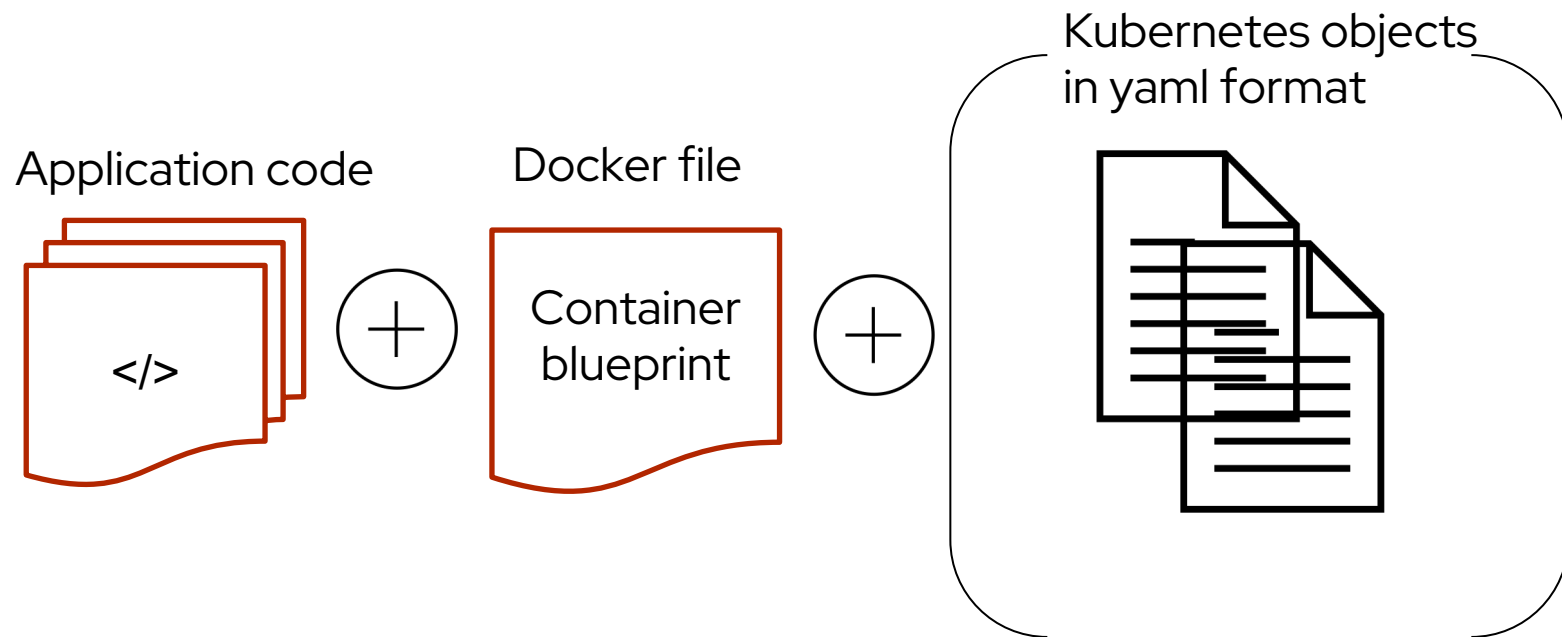 Kubernetes objects
in yaml format
Application code
Docker file
</>
Container
blueprint